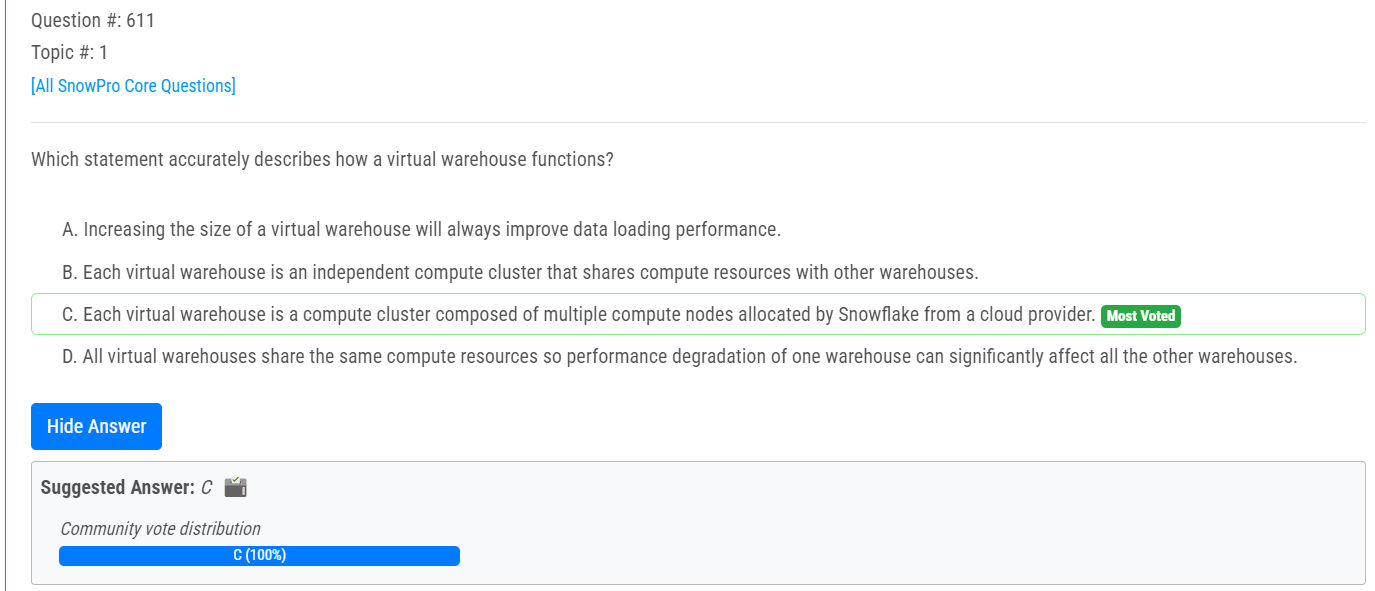 Question #: 611
Topic #: 1
[All SnowPro Core Questions]
Which statement accurately describes how a virtual warehouse functions?
A. Increasing the size of a virtual warehouse will always improve data loading performance.
B. Each virtual warehouse is an independent compute cluster that shares compute resources with other warehouses.
C. Each virtual warehouse is a compute cluster composed of multiple compute nodes allocated by Snowflake from a cloud provider. Most Voted
D. All virtual warehouses share the same compute resources so performance degradation of one warehouse can significantly affect all the other warehouses.
Hide Answer
Suggested Answer: C
Community vote distribution
C (100%)